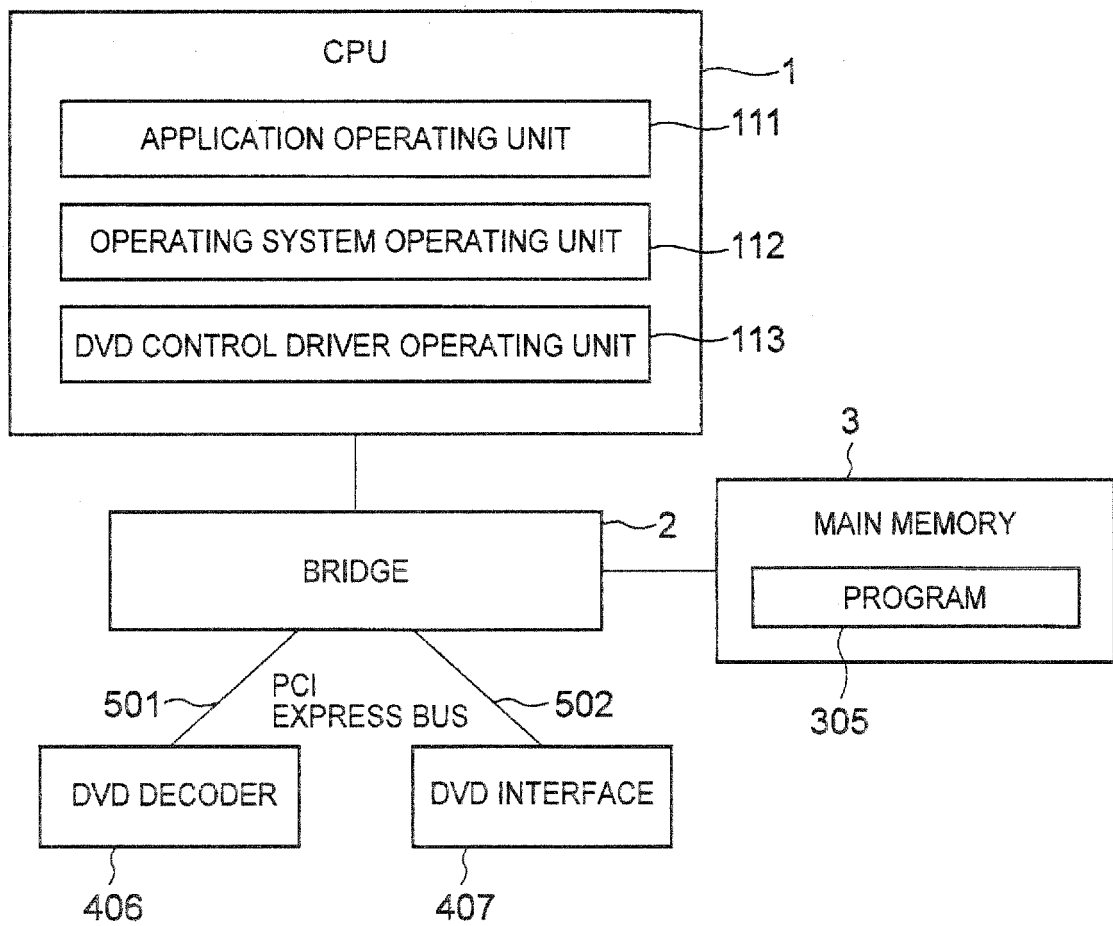 CPU
1
APPLICATION OPERATING UNIT
111
OPERATING SYSTEM OPERATING UNIT
112
DVD CONTROL DRIVER OPERATING UNIT
113
3
MAIN MEMORY
PROGRAM
305
2
BRIDGE
501
PCI
EXPRESS BUS
502
DVD DECODER
DVD INTERFACE
406
407